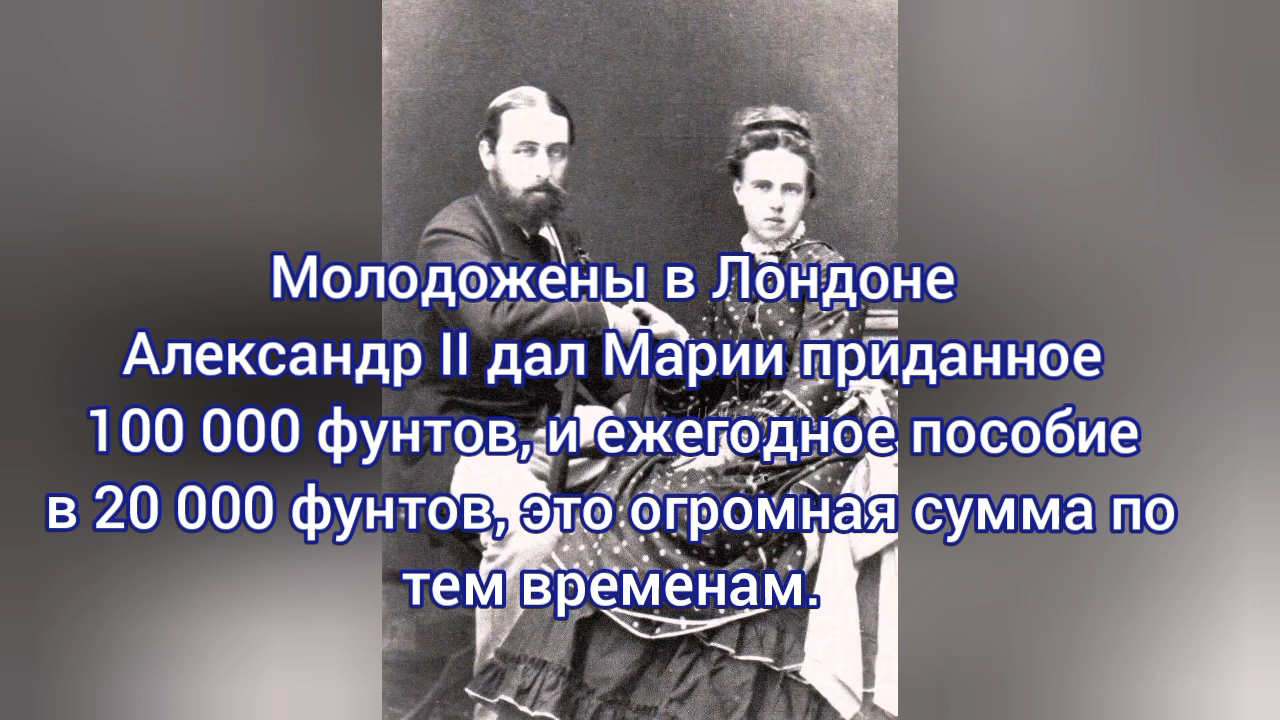 Молодожены в Лондоне
Александр II дал Марии приданное
100 000 фунтов, и ежегодное пособие
в 20 000 фунтов, это огромная сумма по
тем временам.